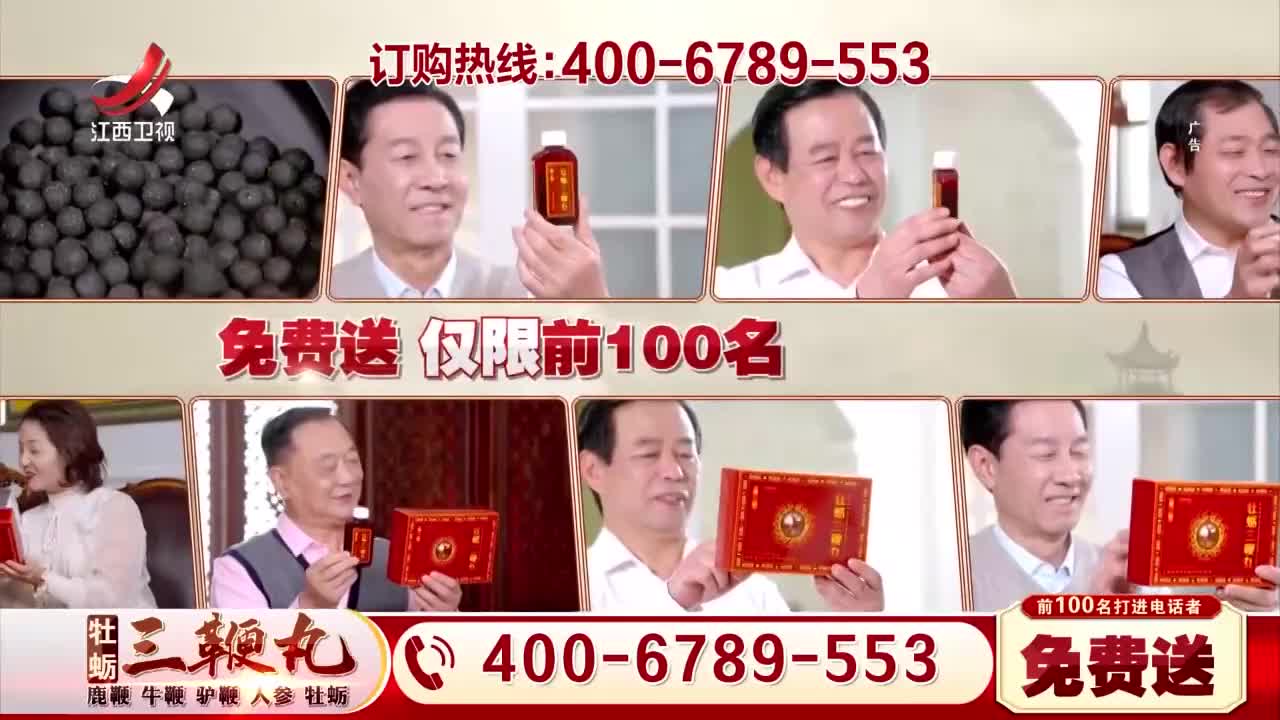 订购热线:400-6789-553
江西卫视
广告
免费送 仅限前100名
牡蛎
三鞭丸
鹿鞭 牛鞭 驴鞭 人参 牡蛎
400-6789-553
前100名打进电话者
免费送